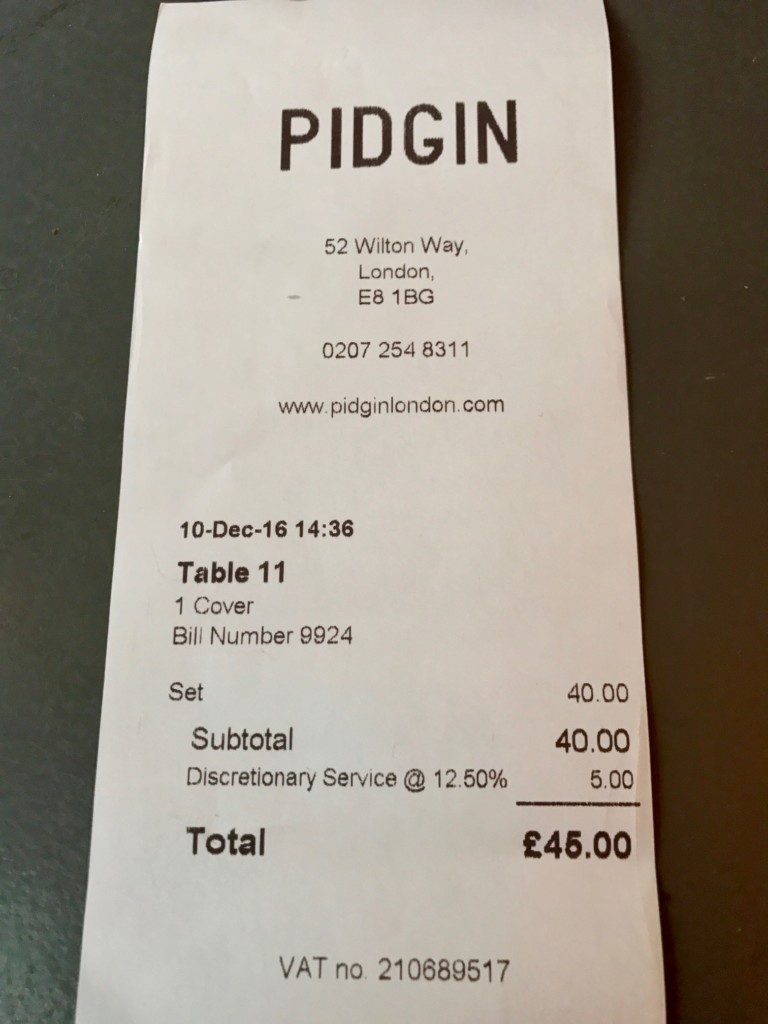 PIDGIN
52 Wilton Way,
London,
E8 1BG
0207 254 8311
www.pidginlondon.com
10-Dec-16 14:36
Table 11
1 Cover
Bill Number 9924
Set 40.00
Subtotal 40.00
Discretionary Service @ 12.50% 5.00
Total £45.00
VAT no. 210689517